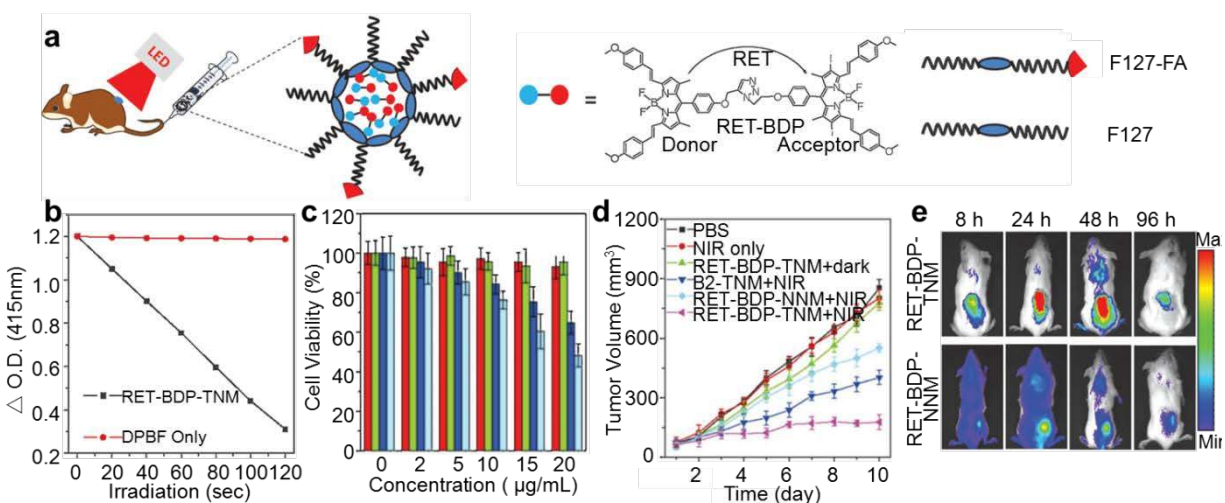 a
LED
RET
RET-BDP
Donor
Acceptor
F
F
B
N
N
N
N
N
O
O
O
O
O
O
I
I
F127-FA
F127
=
b
△ O.D. (415nm)
1.2
1.0
0.8
0.6
0.4
0.2
RET-BDP-TNM
DPBF Only
0 20 40 60 80 100 120
Irradiation (sec)
c
Cell Viability (%)
120
100
80
60
40
20
0
0 2 5 10 15 20
Concentration ( µg/mL)
d
Tumor Volume (mm³)
1200
900
600
300
0
PBS
NIR only
RET-BDP-TNM+dark
B2-TNM+NIR
RET-BDP-NNM+NIR
RET-BDP-TNM+NIR
2 4 6 8 10
Time (day)
e
8 h 24 h 48 h 96 h
RET-BDP-
TNM
RET-BDP-
NNM
Max
Min